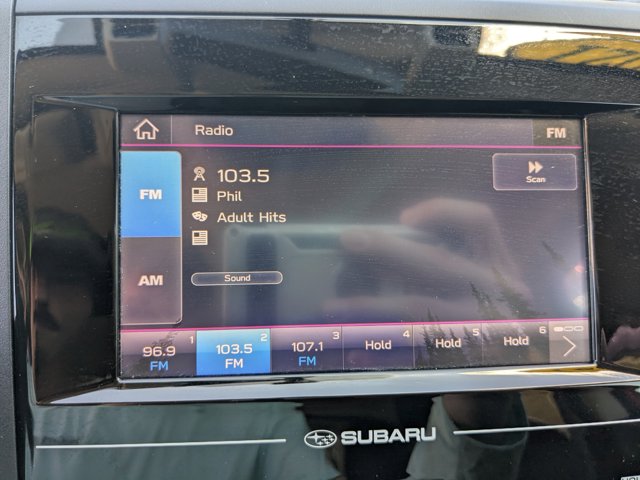 Radio FM
FM
103.5
Scan
Phil
Adult Hits
AM
Sound
1 2 3 4 5 6
96.9 103.5 107.1 Hold Hold Hold
FM FM FM
SUBARU